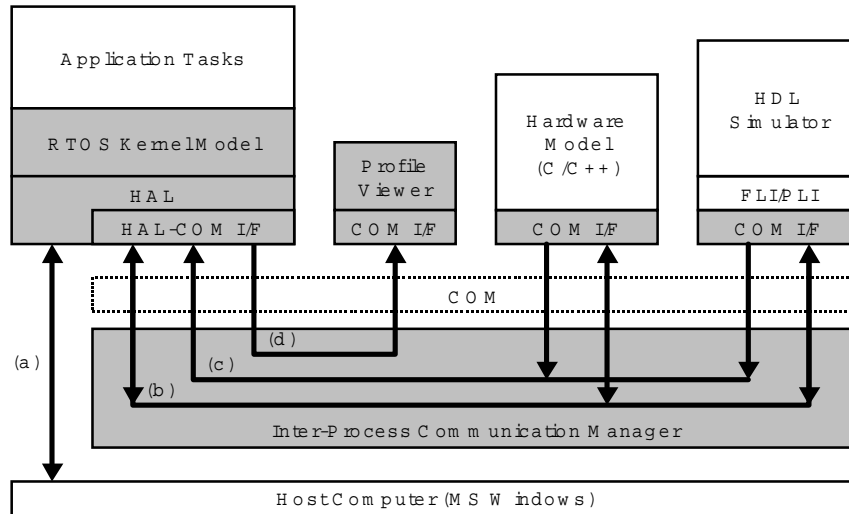 Application Tasks
RTOS Kernel Model
HAL
HAL-COM I/F
Profile
Viewer
COM I/F
Hardware
Model
(C/C++)
COM I/F
HDL
Simulator
FLI/PLI
COM I/F
COM
(a)
(d)
(c)
(b)
Inter-Process Communication Manager
Host Computer (MS Windows)